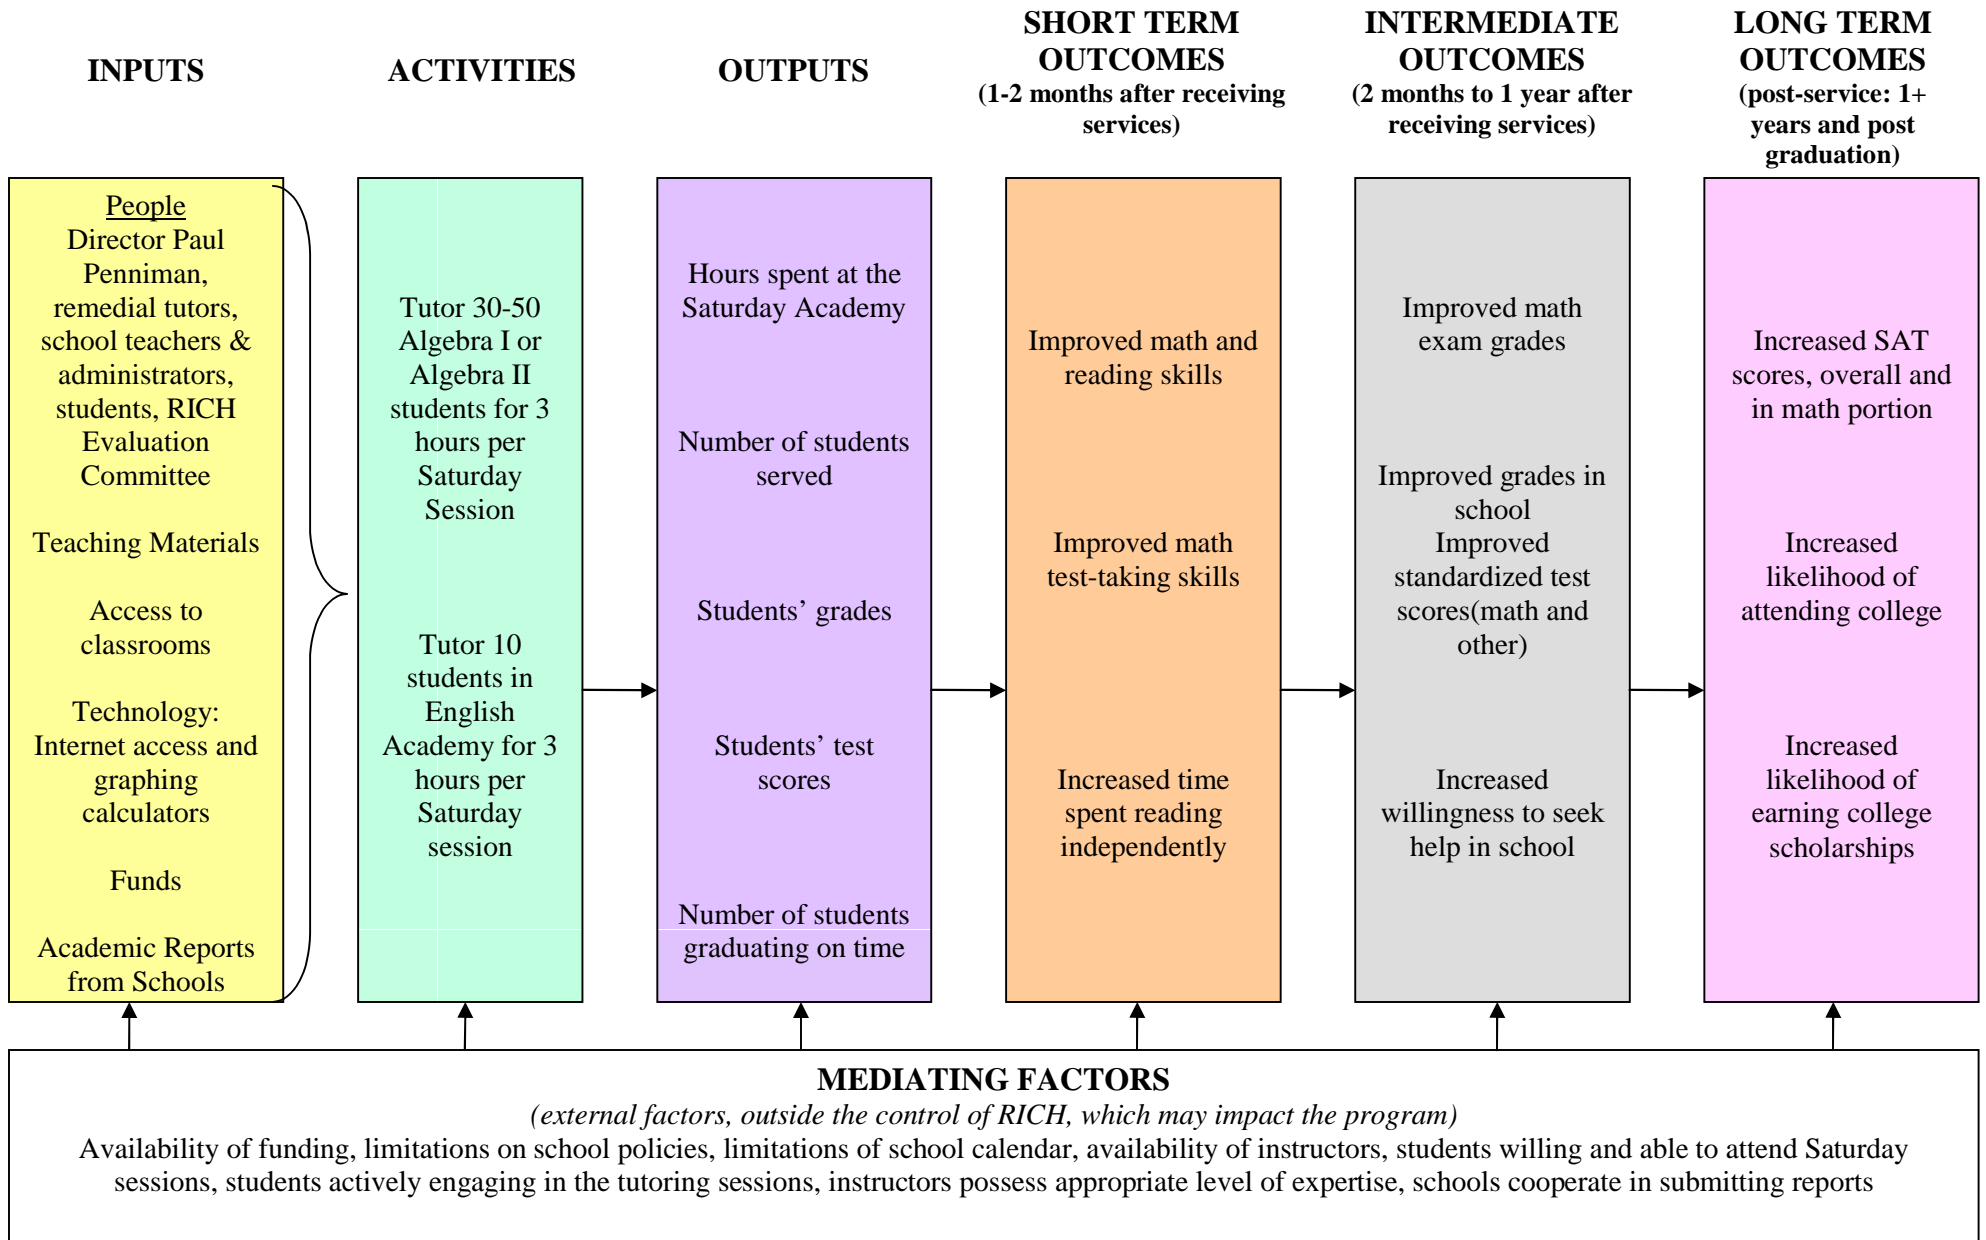 INPUTS
ACTIVITIES
OUTPUTS
SHORT TERM
OUTCOMES
(1-2 months after receiving
services)
INTERMEDIATE
OUTCOMES
(2 months to 1 year after
receiving services)
LONG TERM
OUTCOMES
(post-service: 1+
years and post
graduation)
People
Director Paul
Penniman,
remedial tutors,
school teachers &
administrators,
students, RICH
Evaluation
Committee
Teaching Materials
Access to
classrooms
Technology:
Internet access and
graphing
calculators
Funds
Academic Reports
from Schools
Tutor 30-50
Algebra I or
Algebra II
students for 3
hours per
Saturday
Session
Tutor 10
students in
English
Academy for 3
hours per
Saturday
session
Hours spent at the
Saturday Academy
Number of students
served
Students’ grades
Students’ test
scores
Number of students
graduating on time
Improved math and
reading skills
Improved math
test-taking skills
Increased time
spent reading
independently
Improved math
exam grades
Improved grades in
school
Improved
standardized test
scores(math and
other)
Increased
willingness to seek
help in school
Increased SAT
scores, overall and
in math portion
Increased
likelihood of
attending college
Increased
likelihood of
earning college
scholarships
MEDIATING FACTORS
(external factors, outside the control of RICH, which may impact the program)
Availability of funding, limitations on school policies, limitations of school calendar, availability of instructors, students willing and able to attend Saturday
sessions, students actively engaging in the tutoring sessions, instructors possess appropriate level of expertise, schools cooperate in submitting reports